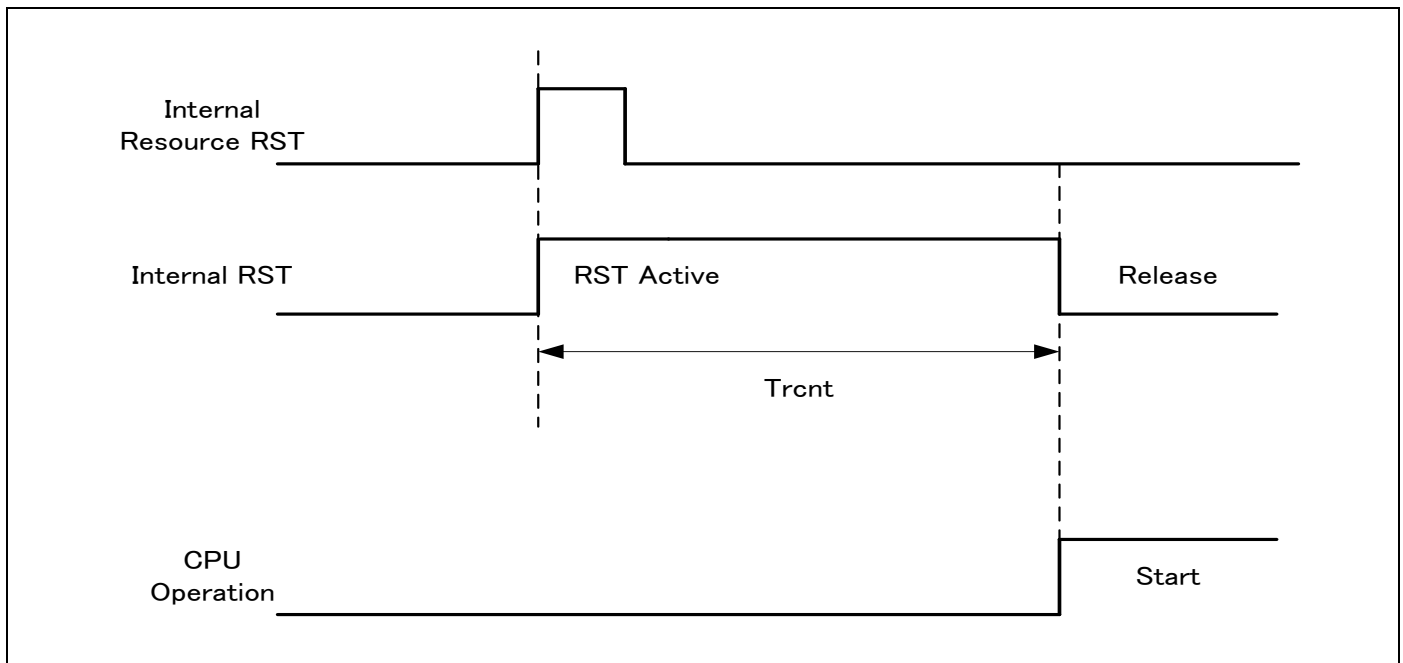 Internal
Resource RST
Internal RST
RST Active
Release
Trcnt
CPU
Operation
Start